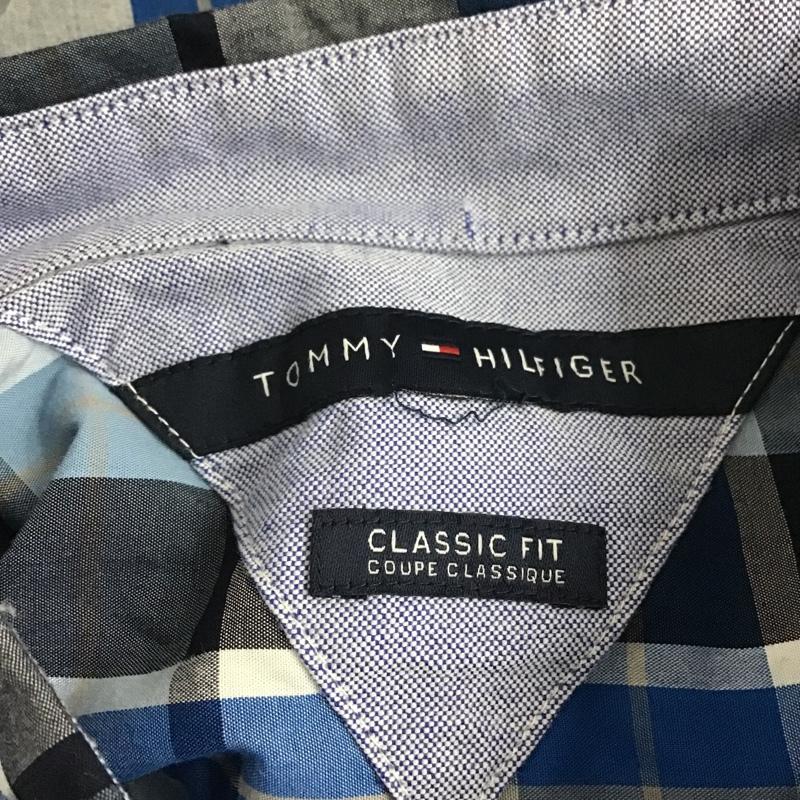 TOMMY HILFIGER
CLASSIC FIT
COUPE CLASSIQUE